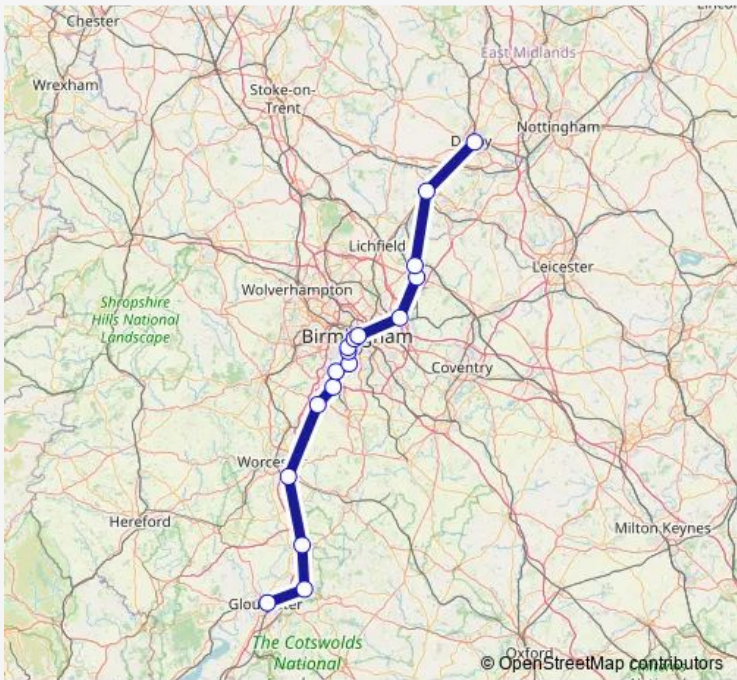 Chester
East Midlands
Wrexham
Stoke-on-
Trent
Nottingham
Lichfield
Leicester
Wolverhampton
Shropshire
Hills National
Landscape
Birmingham
Coventry
Hereford
Milton Keynes
The Cotswolds
National
Oxford
© OpenStreetMap contributors